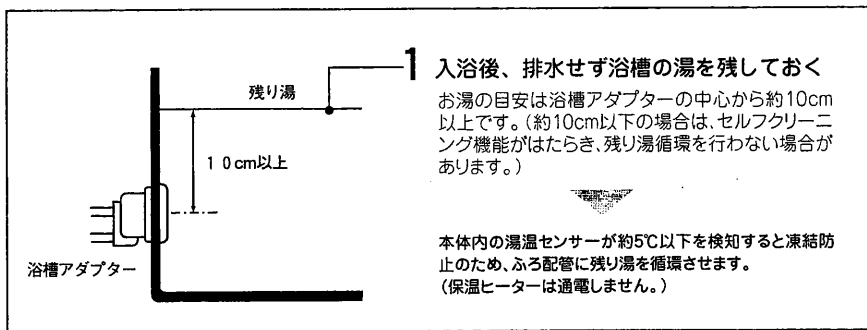 1 入浴後、排水せず浴槽の湯を残しておく
お湯の目安は浴槽アダプターの中心から約10cm
以上です。(約10cm以下の場合は、セルフクリーニ
ング機能がはたらき、残り湯循環を行わない場合が
あります。)
本体内の湯温センサーが約5℃以下を検知すると凍結防
止のため、ふろ配管に残り湯を循環させます。
(保温ヒーターは通電しません。)
残り湯
10cm以上
浴槽アダプター